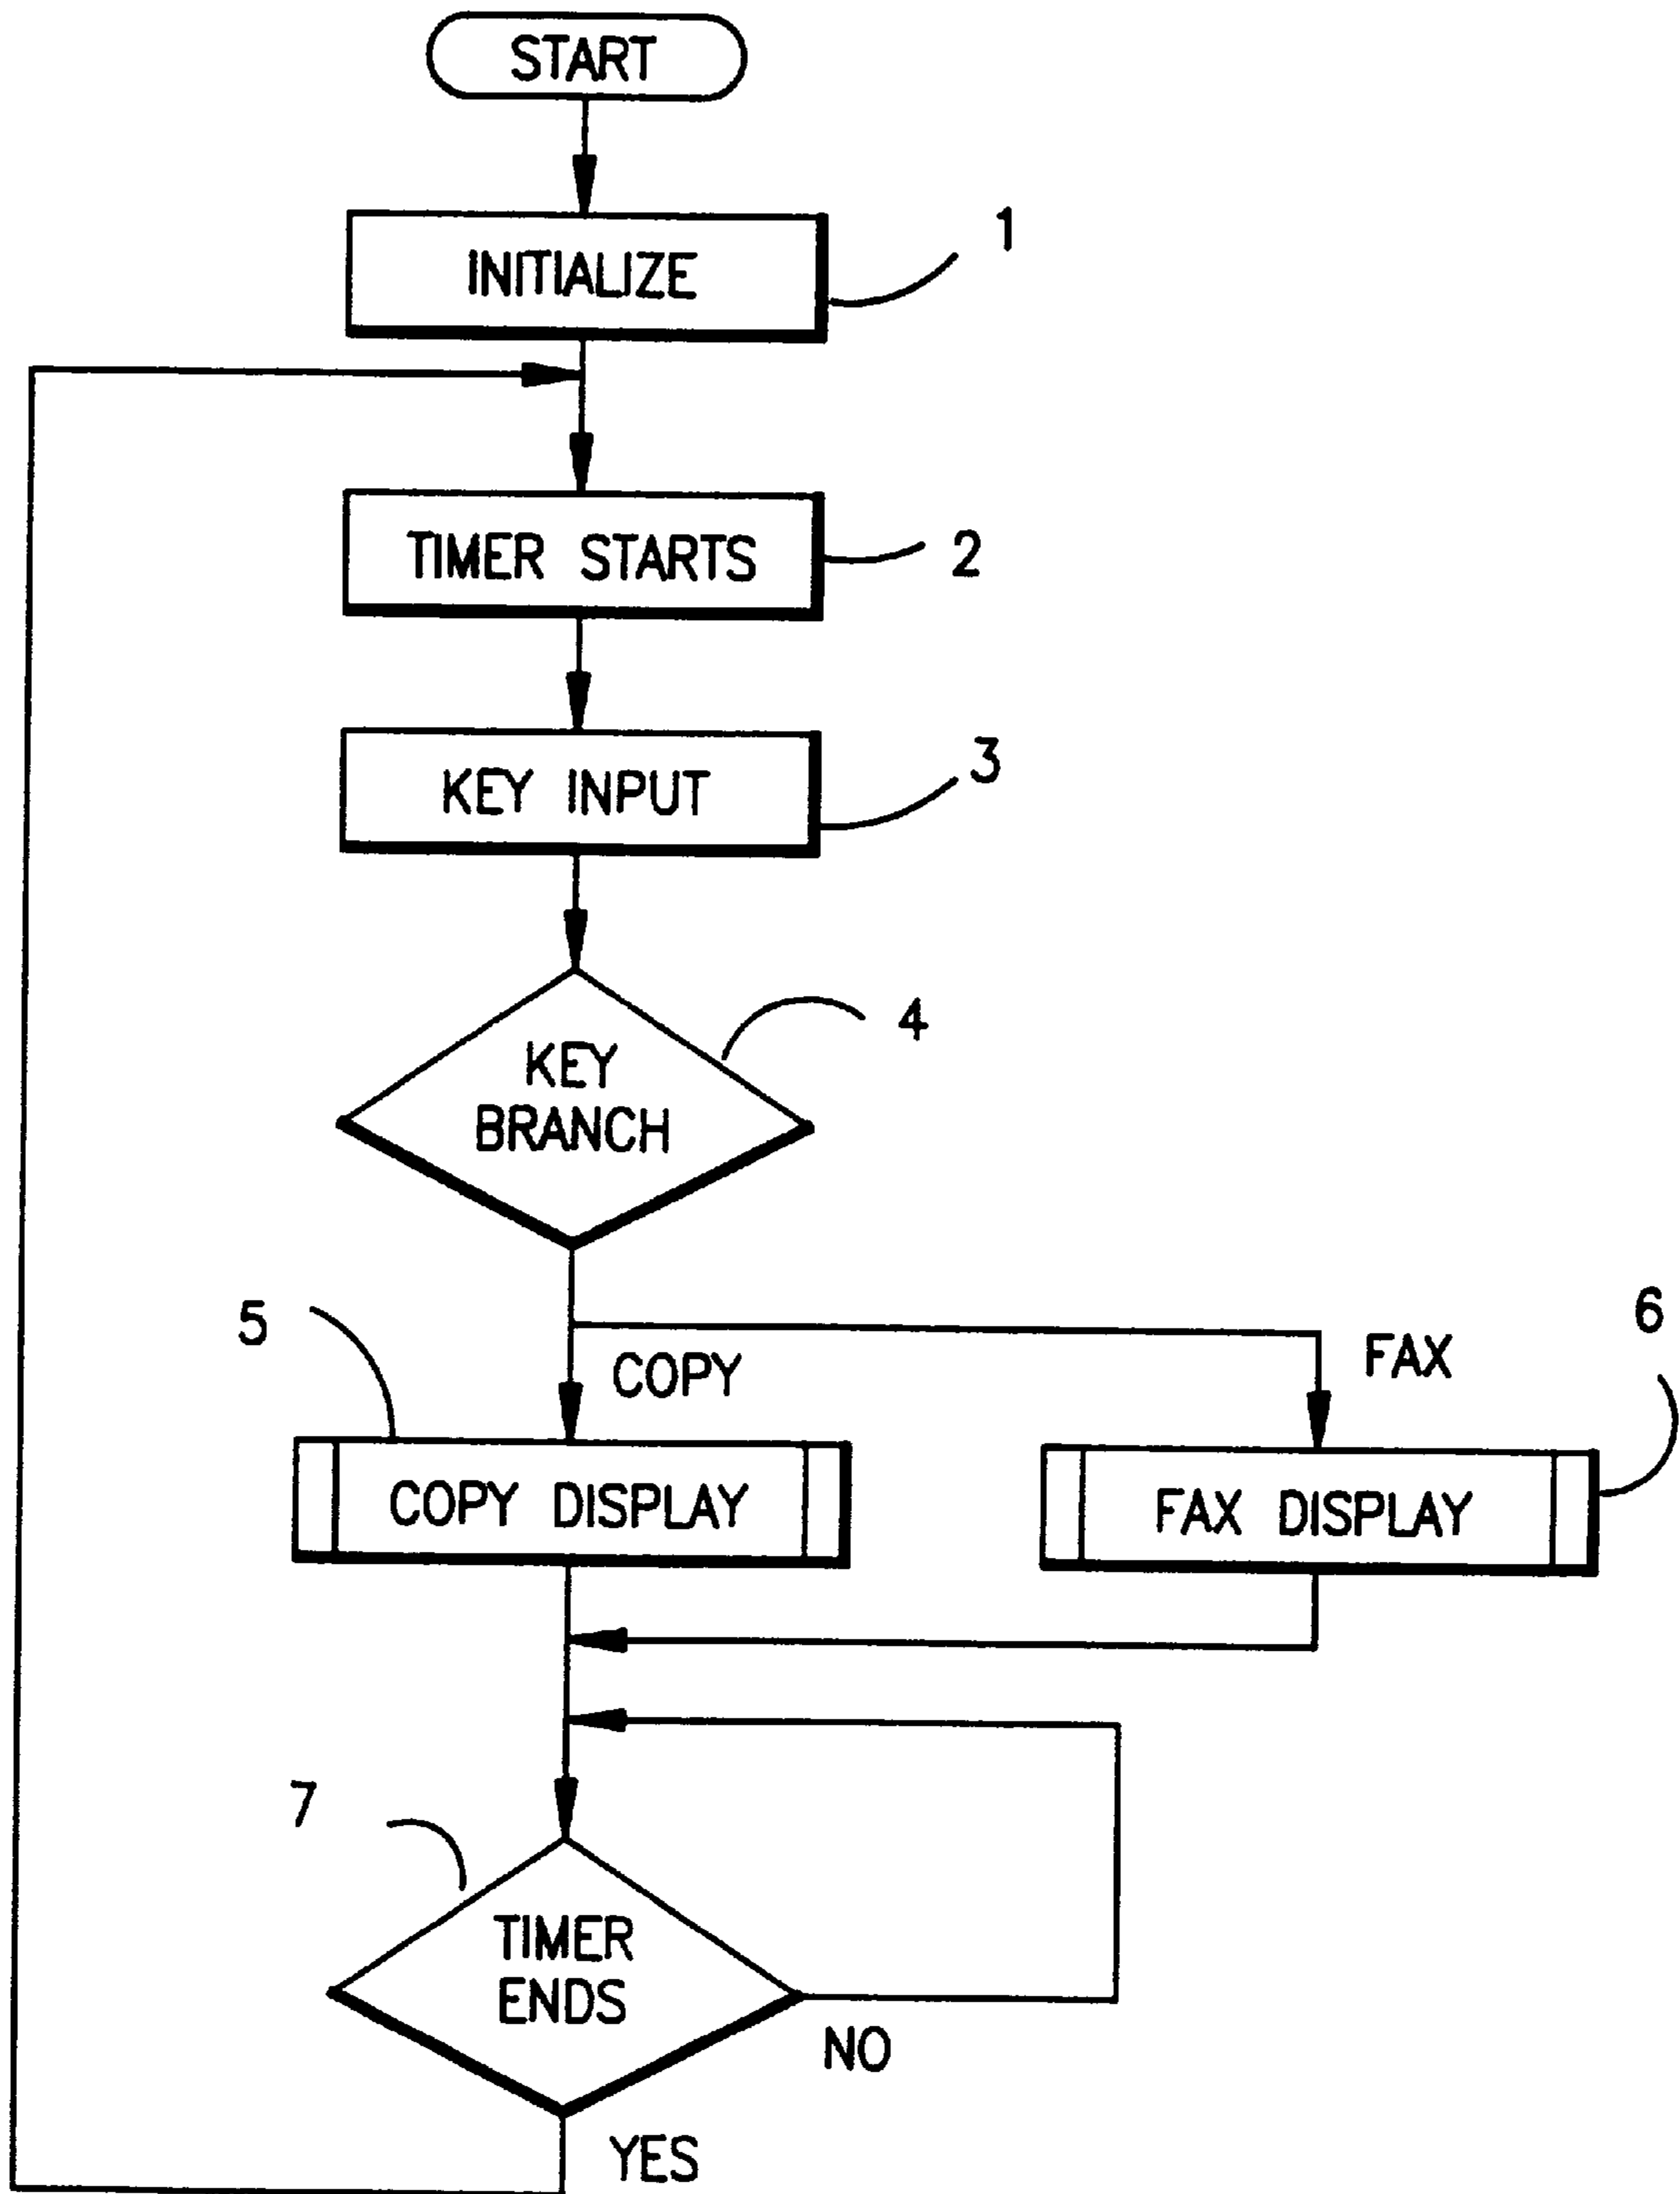 START
INITIALIZE
1
TIMER STARTS
2
KEY INPUT
3
KEY
BRANCH
4
5
COPY
FAX
6
COPY DISPLAY
FAX DISPLAY
7
TIMER
ENDS
NO
YES